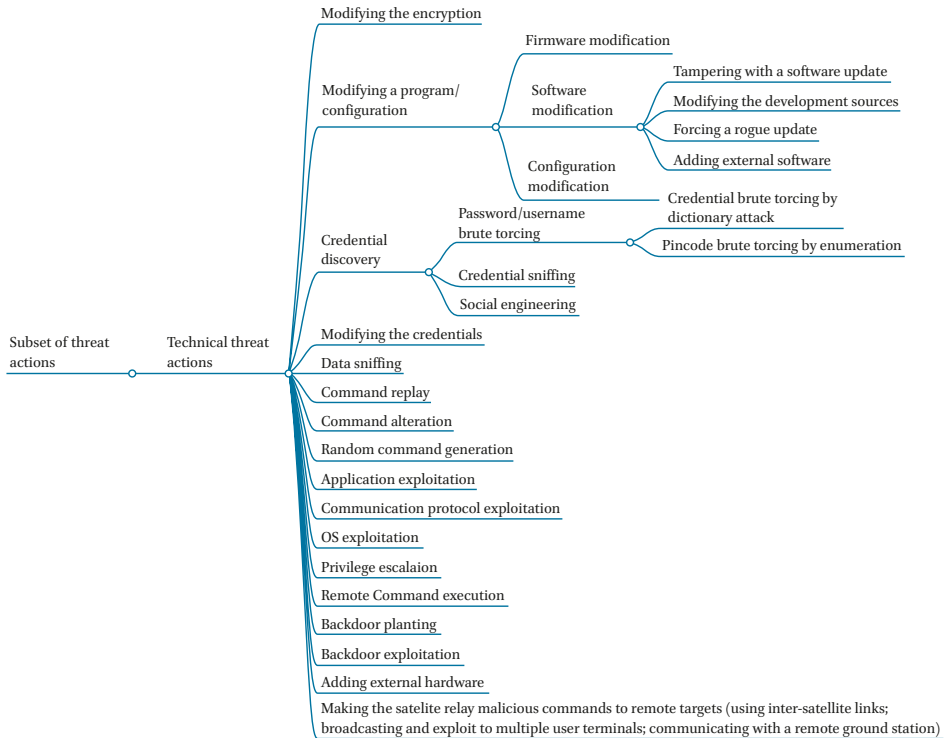 Modifying the encryption
Firmware modification
Modifying a program/
configuration
Software
modification
Tampering with a software update
Modifying the development sources
Forcing a rogue update
Adding external software
Configuration
modification
Credential
discovery
Password/username
brute torcing
Credential brute torcing by
dictionary attack
Pincode brute torcing by enumeration
Credential sniffing
Social engineering
Subset of threat
actions
Technical threat
actions
Modifying the credentials
Data sniffing
Command replay
Command alteration
Random command generation
Application exploitation
Communication protocol exploitation
OS exploitation
Privilege escalaion
Remote Command execution
Backdoor planting
Backdoor exploitation
Adding external hardware
Making the satelite relay malicious commands to remote targets (using inter-satellite links;
broadcasting and exploit to multiple user terminals; communicating with a remote ground station)